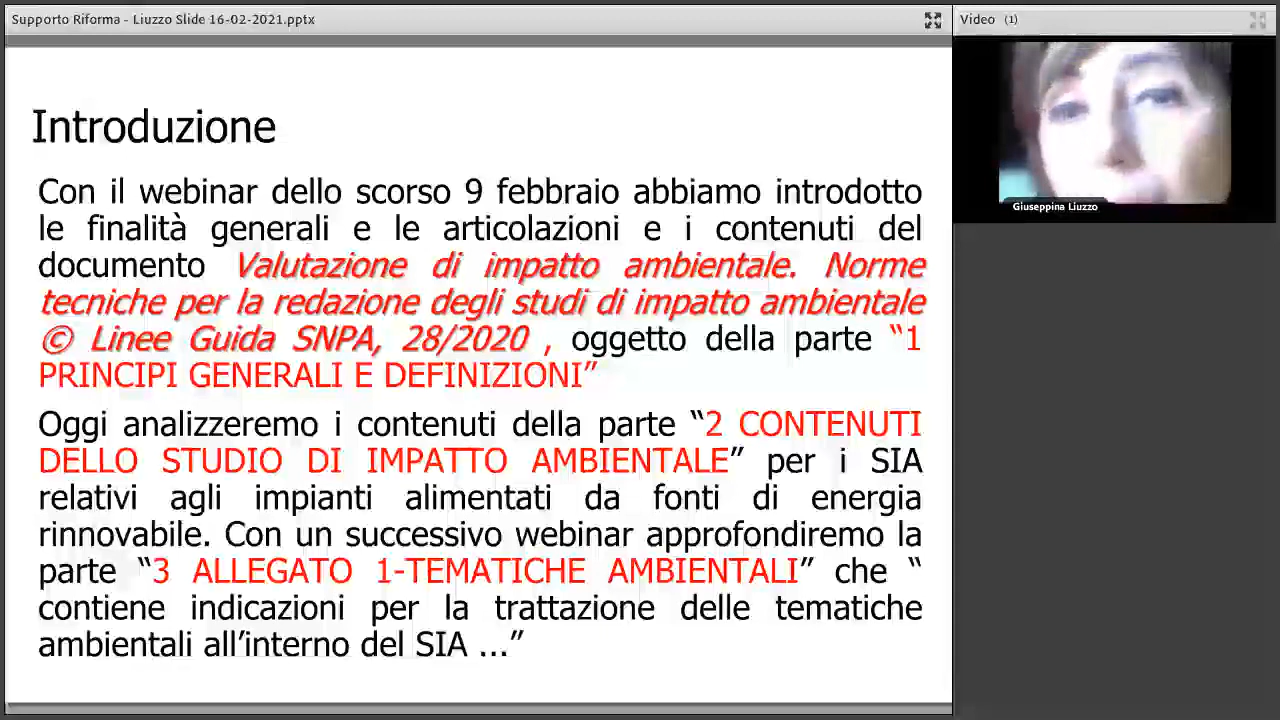 Supporto Riforma - Liuzzo Slide 16-02-2021.pptx
Video (1)
Giuseppina Liuzzo
Introduzione
Con il webinar dello scorso 9 febbraio abbiamo introdotto
le finalità generali e le articolazioni e i contenuti del
documento Valutazione di impatto ambientale. Norme
tecniche per la redazione degli studi di impatto ambientale
© Linee Guida SNPA, 28/2020 , oggetto della parte “1
PRINCIPI GENERALI E DEFINIZIONI”
Oggi analizzeremo i contenuti della parte “2 CONTENUTI
DELLO STUDIO DI IMPATTO AMBIENTALE” per i SIA
relativi agli impianti alimentati da fonti di energia
rinnovabile. Con un successivo webinar approfondiremo la
parte “3 ALLEGATO 1-TEMATICHE AMBIENTALI” che “
contiene indicazioni per la trattazione delle tematiche
ambientali all’interno del SIA ...”